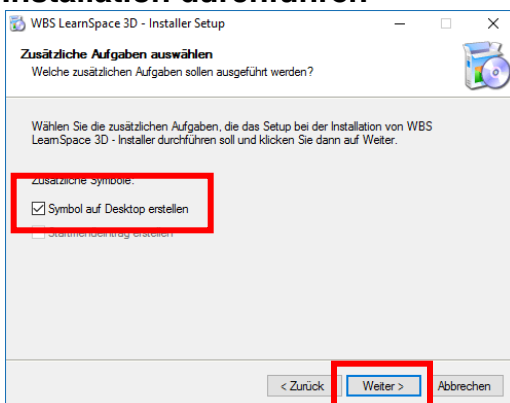 Installation durchführen
WBS LearnSpace 3D - Installer Setup
Zusätzliche Aufgaben auswählen
Welche zusätzlichen Aufgaben sollen ausgeführt werden?
Wählen Sie die zusätzlichen Aufgaben, die das Setup bei der Installation von WBS
LearnSpace 3D - Installer durchführen soll und klicken Sie dann auf Weiter.
Zusätzliche Symbole:
Symbol auf Desktop erstellen
Startmenüeintrag erstellen
< Zurück Weiter > Abbrechen